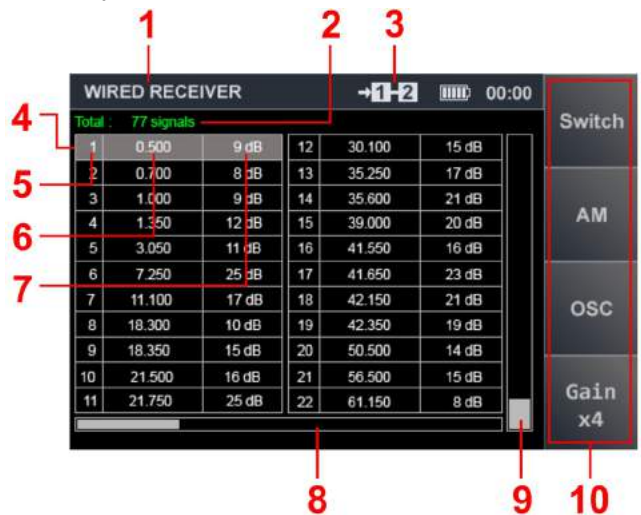 1 2 3
WIRED RECEIVER →1-2 00:00
Total : 77 signals
Switch
4
1 0.500 9 dB 12 30.100 15 dB
5
2 0.700 8 dB 13 35.250 17 dB
3 1.000 9 dB 14 35.600 21 dB
AM
6
4 1.350 12 dB 15 39.000 20 dB
5 3.050 11 dB 16 41.550 16 dB
7
6 7.250 25 dB 17 41.650 23 dB
7 11.100 17 dB 18 42.150 21 dB
OSC
8 18.300 10 dB 19 42.350 19 dB
9 18.350 15 dB 20 50.500 14 dB
10 21.500 16 dB 21 56.500 15 dB
11 21.750 25 dB 22 61.150 8 dB
Gain
x4
8 9 10